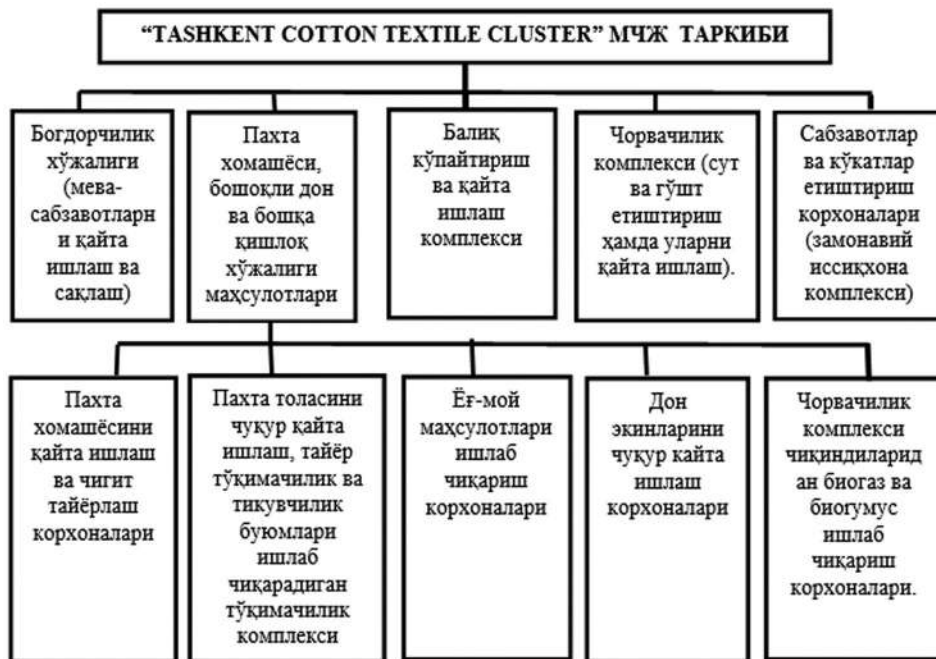 “TASHKENT COTTON TEXTILE CLUSTER” МЧЖ ТАРКИБИ
Богдорчилик
хўжалиги
(мева-
сабзавотларн
и қайта
ишлаш ва
сақлаш)
Пахта
хомашёси,
бошоқли дон
ва бошқа
қишлоқ
хўжалиги
маҳсулотлари
Балиқ
кўпайтириш
ва қайта
ишлаш
комплекси
Чорвачилик
комплекси (сут
ва гўшт
етиштириш
ҳамда уларни
қайта ишлаш).
Сабзавотлар
ва кўкатлар
етиштириш
корхоналари
(замонавий
иссиқхона
комплекси)
Пахта
хомашёсини
қайта ишлаш
ва чигит
тайёрлаш
корхоналари
Пахта толасини
чуқур қайта
ишлаш, тайёр
тўқимачилик ва
тикувчилик
буюмлари
ишлаб
чиқарадиган
тўқимачилик
комплекси
Ёғ-мой
маҳсулотлари
ишлаб
чиқариш
корхоналари
Дон
экинларини
чуқур кайта
ишлаш
корхоналари
Чорвачилик
комплекси
чиқиндиларид
ан биогаз ва
биогумус
ишлаб
чиқариш
корхоналари.